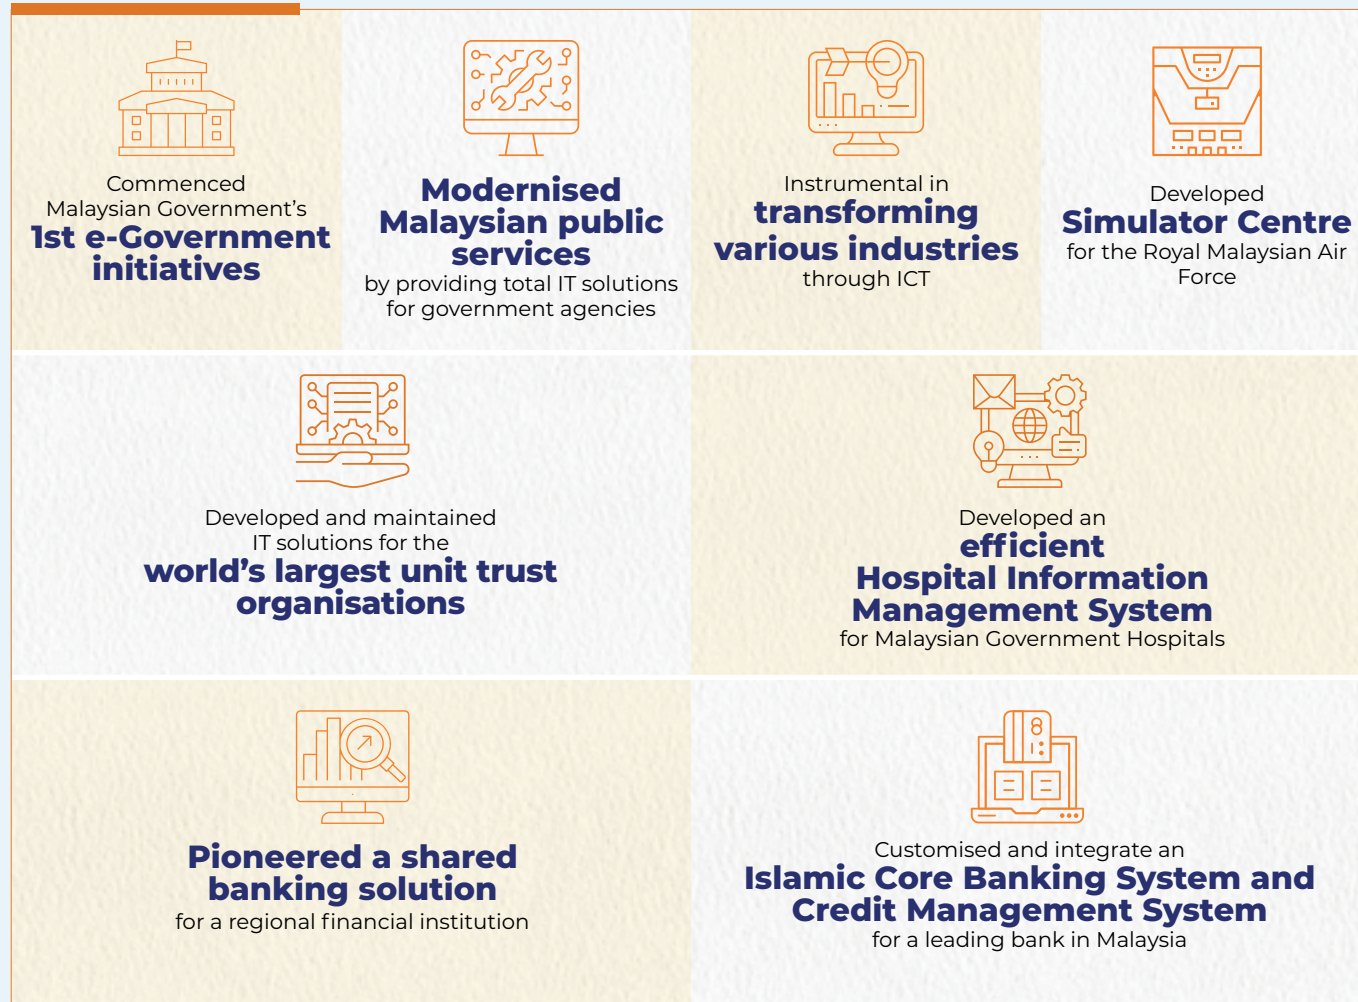 Commenced
Malaysian Government’s
1st e-Government
initiatives
Modernised
Malaysian public
services
by providing total IT solutions
for government agencies
Instrumental in
transforming
various industries
through ICT
Developed
Simulator Centre
for the Royal Malaysian Air
Force
Developed and maintained
IT solutions for the
world’s largest unit trust
organisations
Developed an
efficient
Hospital Information
Management System
for Malaysian Government Hospitals
Pioneered a shared
banking solution
for a regional financial institution
Customised and integrate an
Islamic Core Banking System and
Credit Management System
for a leading bank in Malaysia